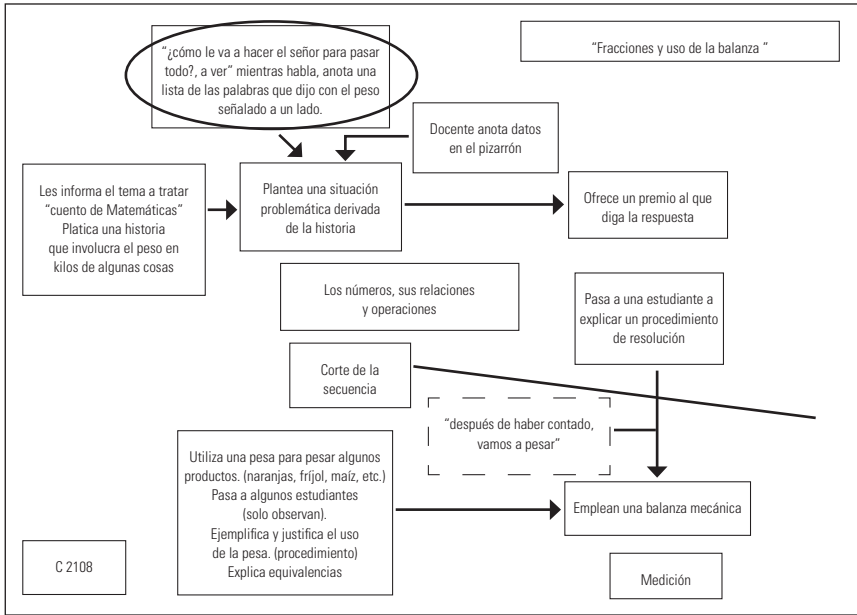 “¿cómo le va a hacer el señor para pasar
todo?, a ver” mientras habla, anota una
lista de las palabras que dijo con el peso
señalado a un lado.
“Fracciones y uso de la balanza “
Docente anota datos
en el pizarrón
Les informa el tema a tratar
“cuento de Matemáticas”
Platica una historia
que involucra el peso en
kilos de algunas cosas
Plantea una situación
problemática derivada
de la historia
Ofrece un premio al que
diga la respuesta
Los números, sus relaciones
y operaciones
Pasa a una estudiante a
explicar un procedimiento
de resolución
Corte de la
secuencia
“después de haber contado,
vamos a pesar”
Utiliza una pesa para pesar algunos
productos. (naranjas, fríjol, maíz, etc.)
Pasa a algunos estudiantes
(solo observan).
Ejemplifica y justifica el uso
de la pesa. (procedimiento)
Explica equivalencias
Emplean una balanza mecánica
C 2108
Medición